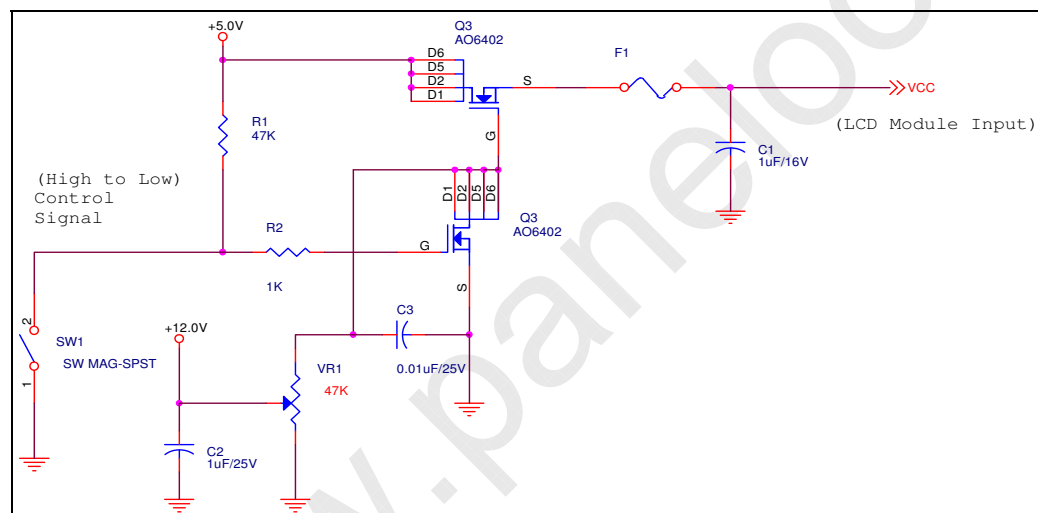 +5.0V
Q3
AO6402
D6
D5
D2
D1
S
G
F1
VCC
(LCD Module Input)
C1
1uF/16V
R1
47K
(High to Low)
Control
Signal
D1
D2
D5
D6
Q3
AO6402
R2
1K
G
S
2
SW1
SW MAG-SPST
1
+12.0V
C3
0.01uF/25V
VR1
47K
C2
1uF/25V
w.paneloo